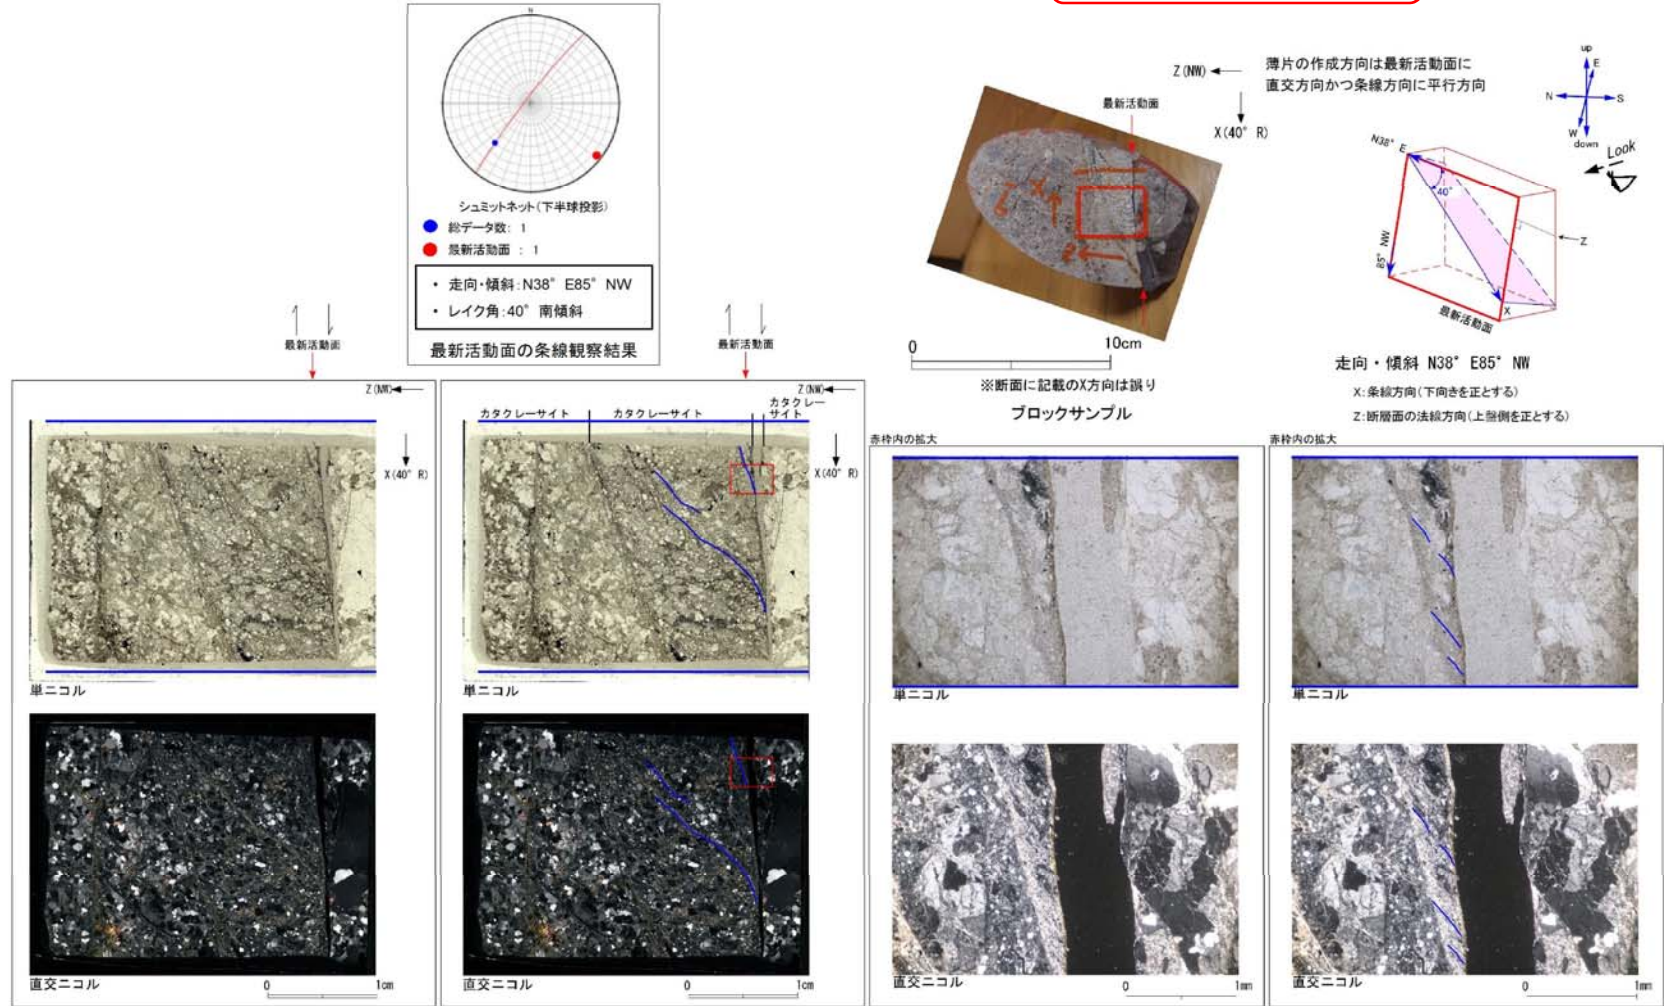 N
シュミットネット(下半球投影)
総データ数: 1
最新活動面 : 1
・ 走向・傾斜:N38° E85° NW
・ レイク角:40° 南傾斜
最新活動面の条線観察結果
Z(NW)
X(40° R)
薄片の作成方向は最新活動面に
直交方向かつ条線方向に平行方向
最新活動面
0 10cm
※断面に記載のX方向は誤り
ブロックサンプル
up
E
N
S
W
down
Look
N38° E
40°
85° NW
Z
X
最新活動面
走向・傾斜 N38° E85° NW
X:条線方向(下向きを正とする)
Z:断層面の法線方向(上盤側を正とする)
最新活動面
Z(NW)
X(40° R)
単ニコル
直交ニコル
0 1cm
最新活動面
Z(NW)
カタクレーサイト
カタクレーサイト
カタクレー
サイト
X(40° R)
単ニコル
直交ニコル
0 1cm
赤枠内の拡大
単ニコル
直交ニコル
0 1mm
赤枠内の拡大
単ニコル
直交ニコル
0 1mm